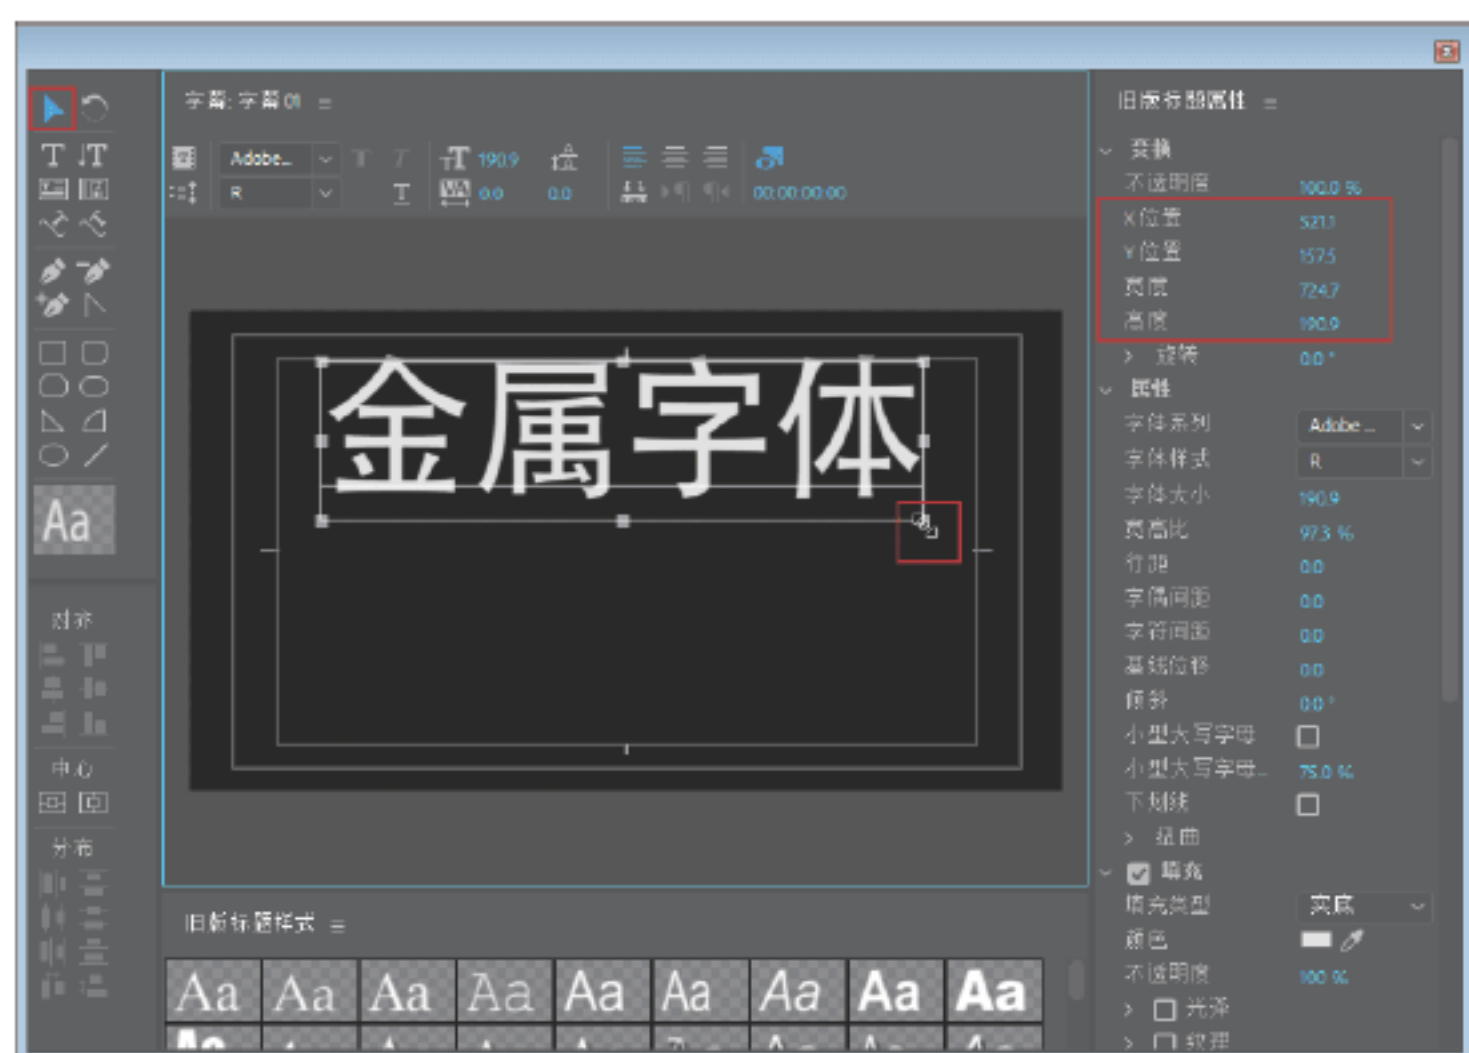 字幕: 字幕 01
Adobe...
190.9
R
0.0
0.0
00:00:00:00
金属字体
Aa
对齐
中心
分布
旧版标题样式
Aa Aa Aa Aa Aa Aa Aa Aa Aa
旧版标题属性
变换
不透明度 100.0 %
X 位置 521.1
Y 位置 157.5
宽度 724.7
高度 190.9
旋转 0.0 °
属性
字体系列 Adobe ...
字体样式 R
字体大小 190.9
宽高比 97.3 %
行距 0.0
字偶间距 0.0
字符间距 0.0
基线位移 0.0
倾斜 0.0 °
小型大写字母
小型大写字母... 75.0 %
下划线
扭曲
填充
填充类型 实底
颜色
不透明度 100 %
光泽
纹理